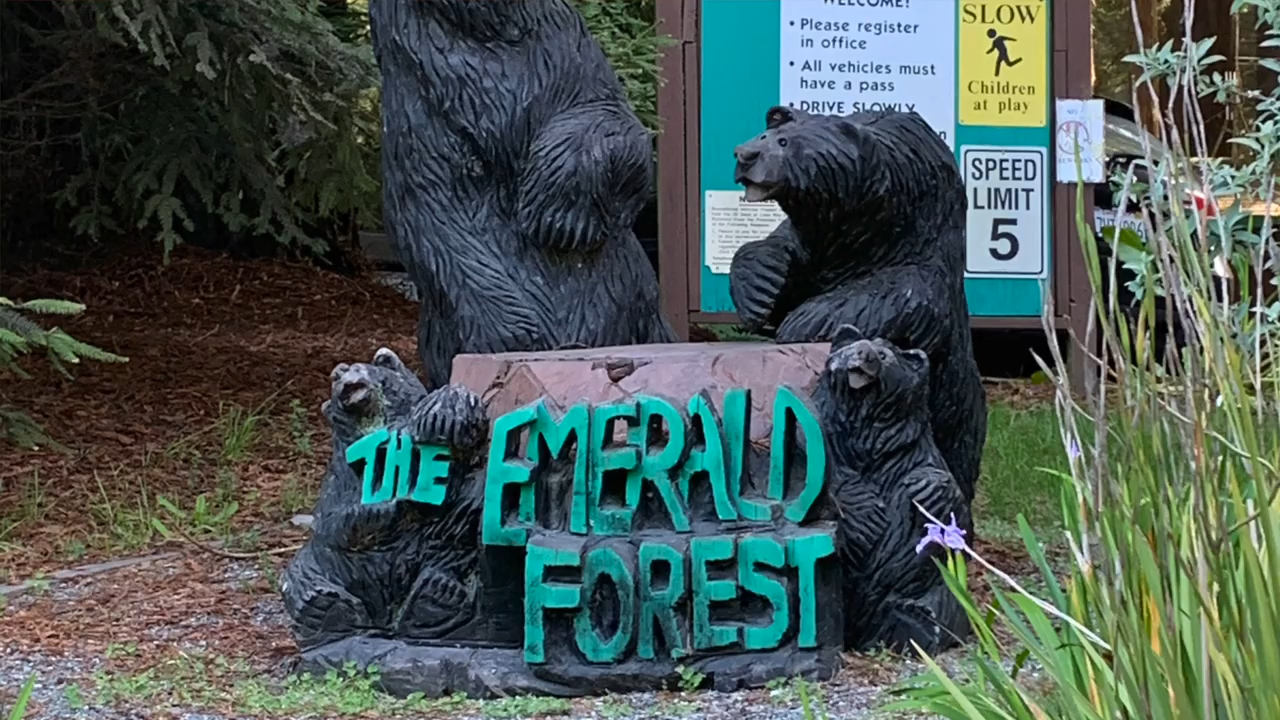 WELCOME!
• Please register
in office
• All vehicles must
have a pass
• DRIVE SLOWLY
SLOW
Children
at play
SPEED
LIMIT
5
THE EMERALD
FOREST